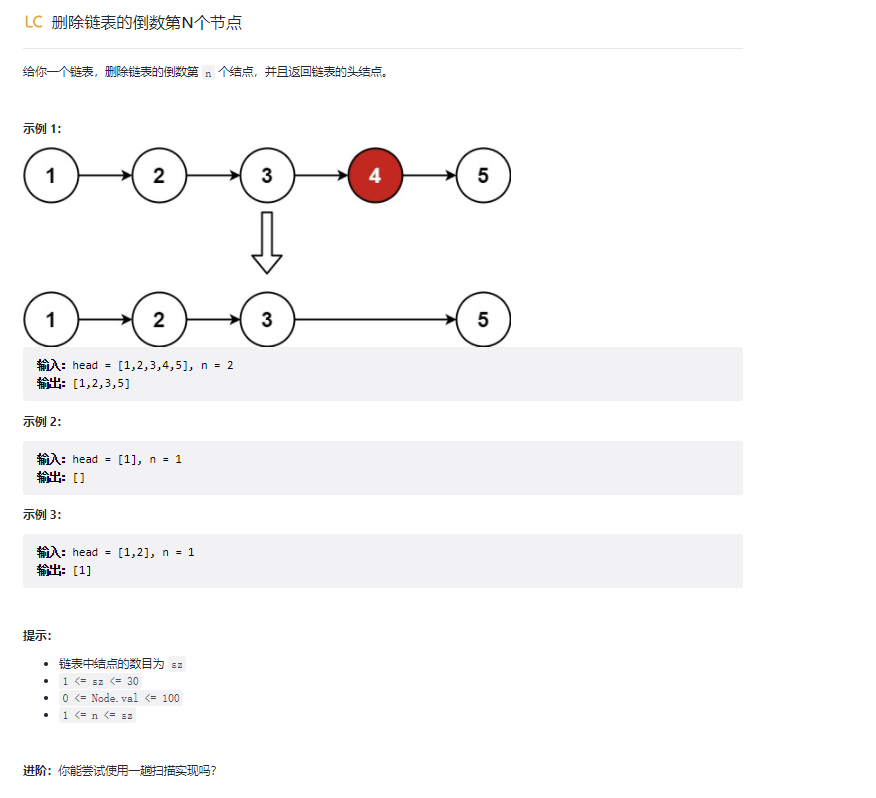 LC 删除链表的倒数第N个节点
给你一个链表，删除链表的倒数第 n 个结点，并且返回链表的头结点。
示例 1：
1 2 3 4 5
1 2 3 5
输入：head = [1,2,3,4,5], n = 2
输出：[1,2,3,5]
示例 2：
输入：head = [1], n = 1
输出：[]
示例 3：
输入：head = [1,2], n = 1
输出：[1]
提示：
链表中结点的数目为 sz
1 <= sz <= 30
0 <= Node.val <= 100
1 <= n <= sz
进阶：你能尝试使用一趟扫描实现吗？